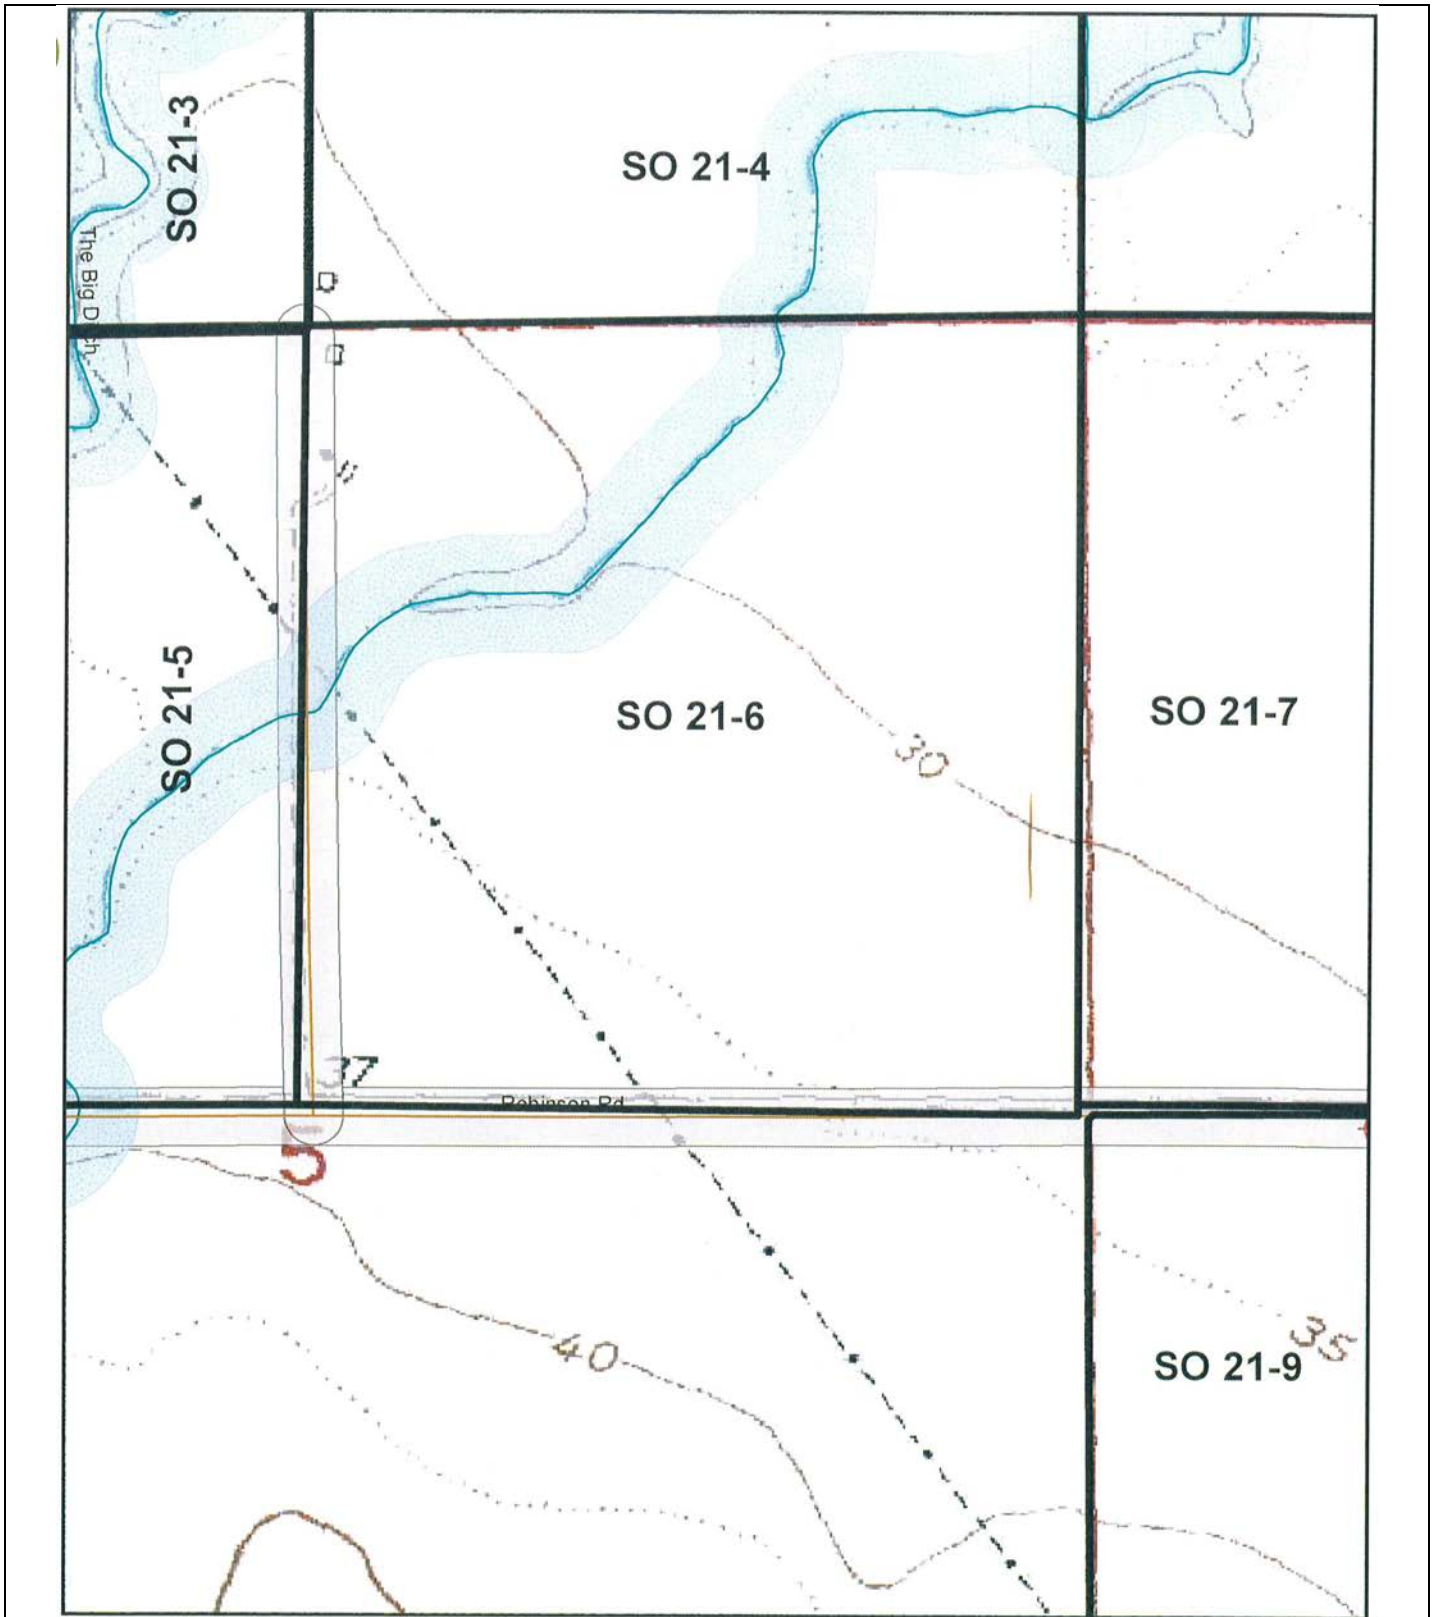 SO 21-3
SO 21-4
The Big D ch
SO 21-5
SO 21-6
SO 21-7
30
37
Robinson Rd
5
40
35
SO 21-9